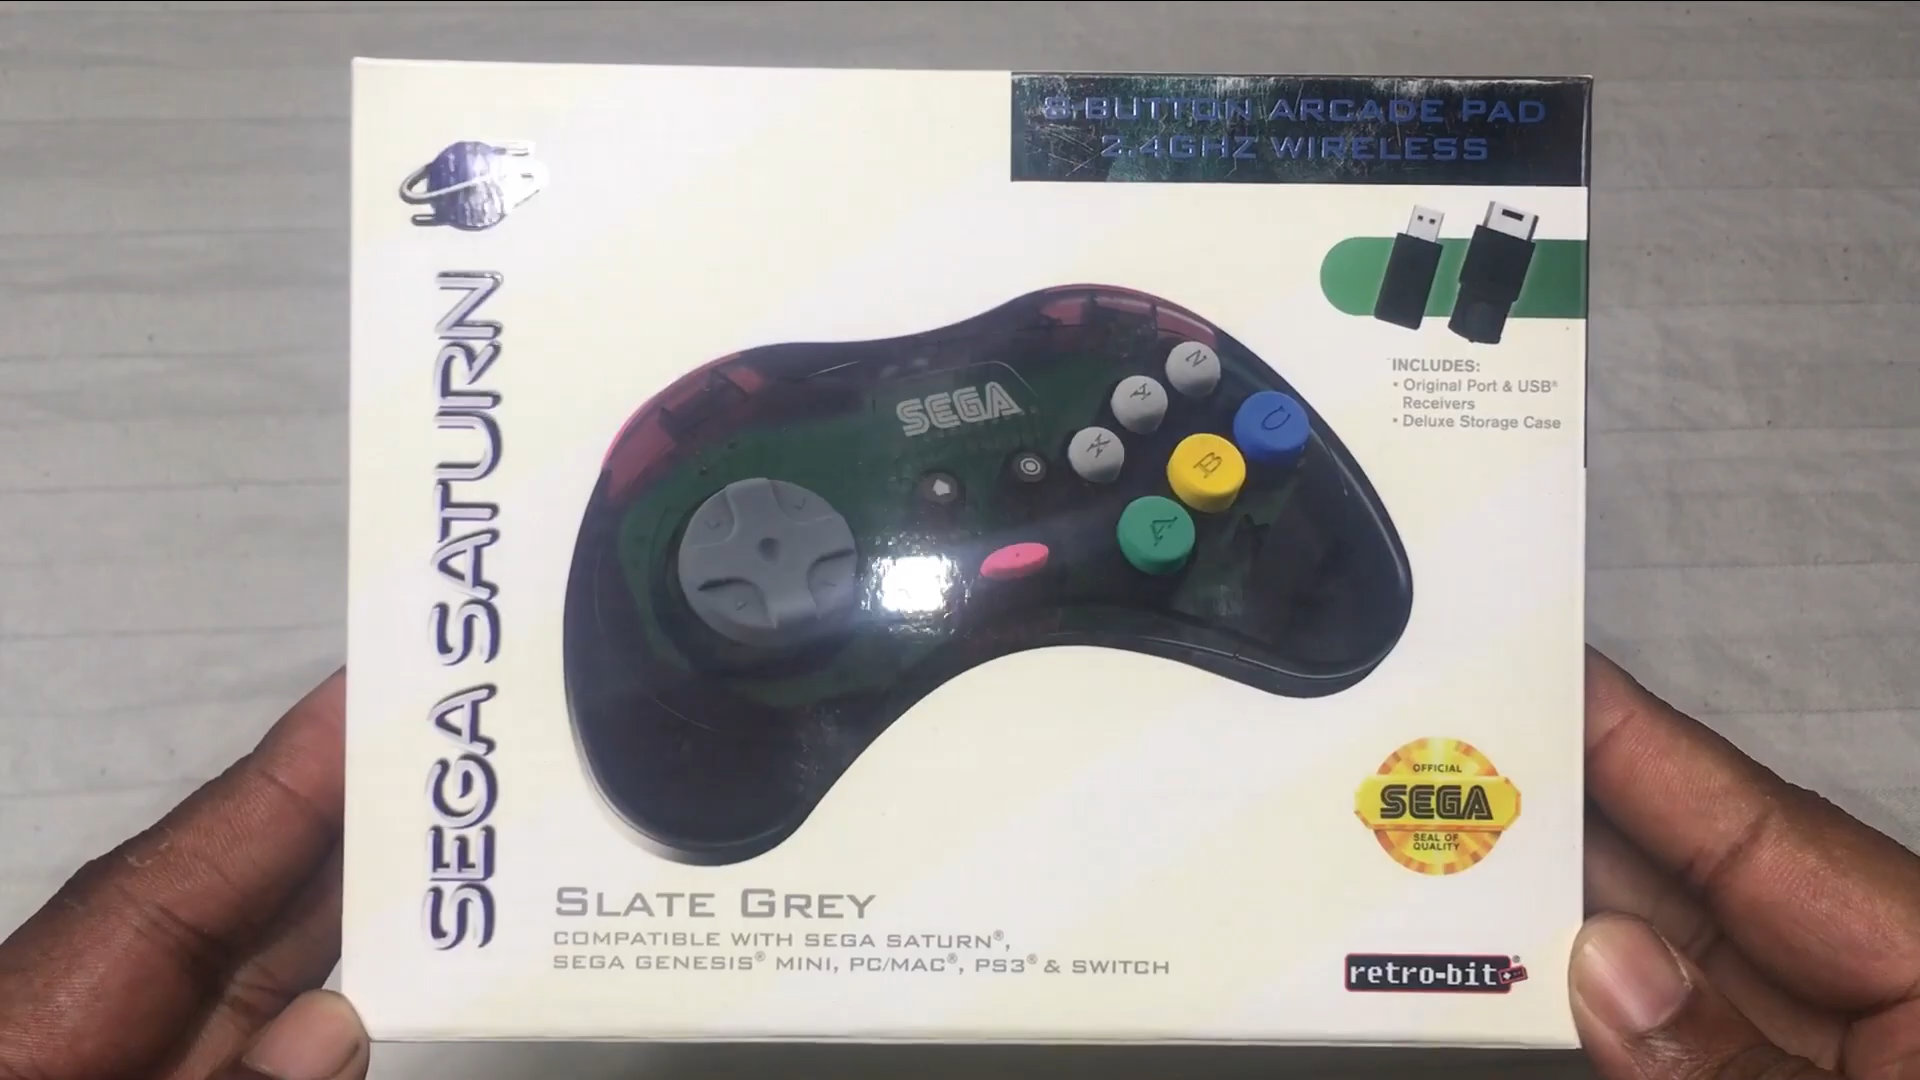 8-BUTTON ARCADE PAD
2.4GHZ WIRELESS
SEGA SATURN
INCLUDES:
• Original Port & USB®
Receivers
• Deluxe Storage Case
SEGA
Z
Y
X
C
B
A
OFFICIAL
SEGA
SEAL OF
QUALITY
SLATE GREY
COMPATIBLE WITH SEGA SATURN®,
SEGA GENESIS® MINI, PC/MAC®, PS3® & SWITCH
retro-bit®